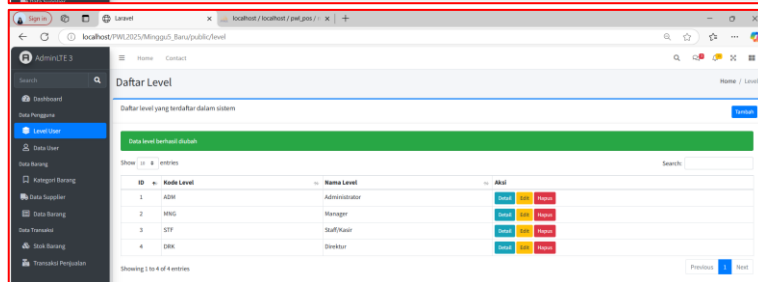 Sign in
Laravel
localhost / localhost / pwl_pos /
localhost/PWL2025/Minggu5_Baru/public/level
AdminLTE 3
Home Contact
Search
Daftar Level
Home / Level
Dashboard
Data Pengguna
Daftar level yang terdaftar dalam sistem
Tambah
Level User
Data User
Data level berhasil diubah
Data Barang
Show 10 entries
Search:
Kategori Barang
ID Kode Level Nama Level Aksi
Data Supplier
1 ADM Administrator Detail Edit Hapus
Data Barang
2 MNG Manager Detail Edit Hapus
Data Transaksi
3 STF Staff/Kasir Detail Edit Hapus
Stok Barang
4 DRK Direktur Detail Edit Hapus
Transaksi Penjualan
Showing 1 to 4 of 4 entries
Previous 1 Next